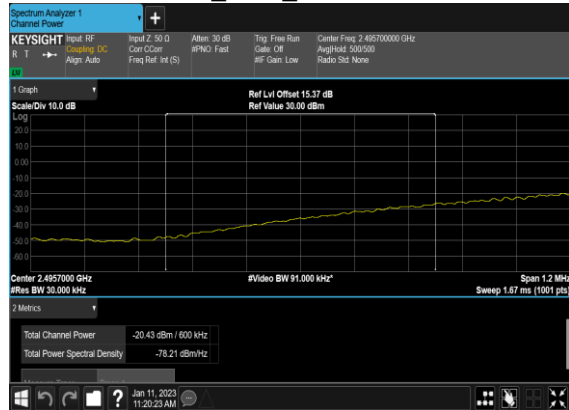 Spectrum Analyzer 1
Channel Power
+
KEYSIGHT Input: RF Input Z: 50 Ω Atten: 30 dB Trig: Free Run Center Freq: 2.495700000 GHz
R T Coupling: DC Corr CCorr #PNO: Fast Gate: Off Avg|Hold: 500/500
Align: Auto Freq Ref: Int (S) #IF Gain: Low Radio Std: None
1 Graph
Ref Lvl Offset 15.37 dB
Scale/Div 10.0 dB Ref Value 30.00 dBm
Log
20.0
10.0
0.00
-10.0
-20.0
-30.0
-40.0
-50.0
-60.0
Center 2.4957000 GHz #Video BW 91.000 kHz* Span 1.2 MHz
#Res BW 30.000 kHz Sweep 1.67 ms (1001 pts)
2 Metrics
Total Channel Power -20.43 dBm / 600 kHz
Total Power Spectral Density -78.21 dBm/Hz
? Jan 11, 2023
11:20:23 AM